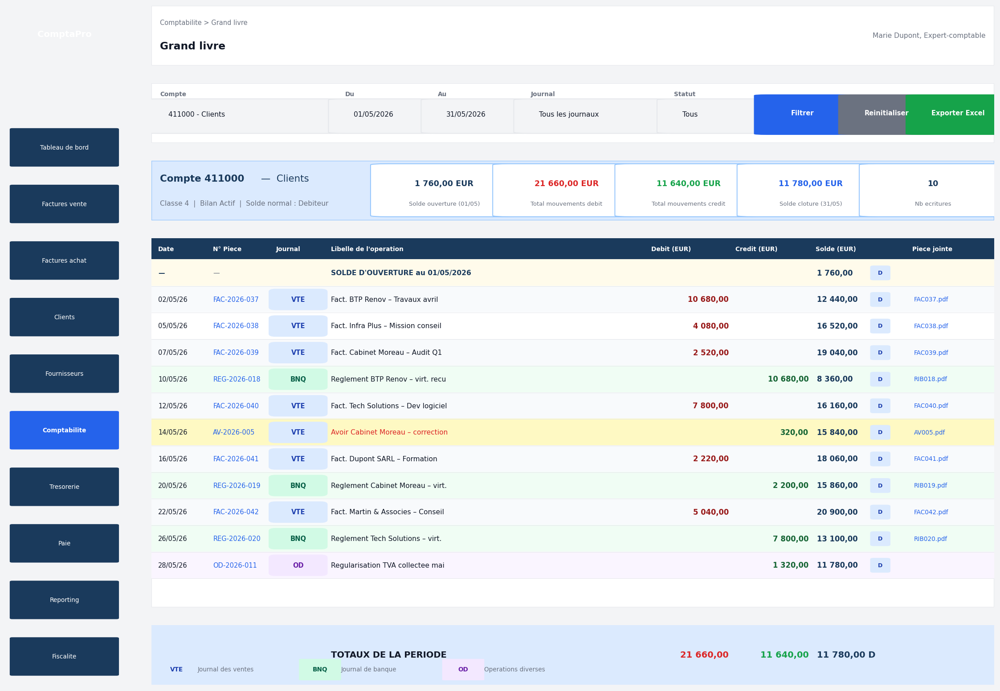 ComptaPro
Tableau de bord
Factures vente
Factures achat
Clients
Fournisseurs
Comptabilite
Tresorerie
Paie
Reporting
Fiscalite
Comptabilite > Grand livre
Grand livre
Marie Dupont, Expert-comptable
Compte Du Au Journal Statut
411000 - Clients 01/05/2026 31/05/2026 Tous les journaux Tous Filtrer Reinitialiser Exporter Excel
Compte 411000 — Clients
Classe 4 | Bilan Actif | Solde normal : Debiteur
1 760,00 EUR
Solde ouverture (01/05)
21 660,00 EUR
Total mouvements debit
11 640,00 EUR
Total mouvements credit
11 780,00 EUR
Solde cloture (31/05)
10
Nb ecritures
Date N° Piece Journal Libelle de l'operation Debit (EUR) Credit (EUR) Solde (EUR) Piece jointe
— — SOLDE D'OUVERTURE au 01/05/2026 1 760,00 D
02/05/26 FAC-2026-037 VTE Fact. BTP Renov – Travaux avril 10 680,00 12 440,00 D FAC037.pdf
05/05/26 FAC-2026-038 VTE Fact. Infra Plus – Mission conseil 4 080,00 16 520,00 D FAC038.pdf
07/05/26 FAC-2026-039 VTE Fact. Cabinet Moreau – Audit Q1 2 520,00 19 040,00 D FAC039.pdf
10/05/26 REG-2026-018 BNQ Reglement BTP Renov – virt. recu 10 680,00 8 360,00 D RIB018.pdf
12/05/26 FAC-2026-040 VTE Fact. Tech Solutions – Dev logiciel 7 800,00 16 160,00 D FAC040.pdf
14/05/26 AV-2026-005 VTE Avoir Cabinet Moreau – correction 320,00 15 840,00 D AV005.pdf
16/05/26 FAC-2026-041 VTE Fact. Dupont SARL – Formation 2 220,00 18 060,00 D FAC041.pdf
20/05/26 REG-2026-019 BNQ Reglement Cabinet Moreau – virt. 2 200,00 15 860,00 D RIB019.pdf
22/05/26 FAC-2026-042 VTE Fact. Martin & Associes – Conseil 5 040,00 20 900,00 D FAC042.pdf
26/05/26 REG-2026-020 BNQ Reglement Tech Solutions – virt. 7 800,00 13 100,00 D RIB020.pdf
28/05/26 OD-2026-011 OD Regularisation TVA collectee mai 1 320,00 11 780,00 D
TOTAUX DE LA PERIODE 21 660,00 11 640,00 11 780,00 D
VTE Journal des ventes BNQ Journal de banque OD Operations diverses